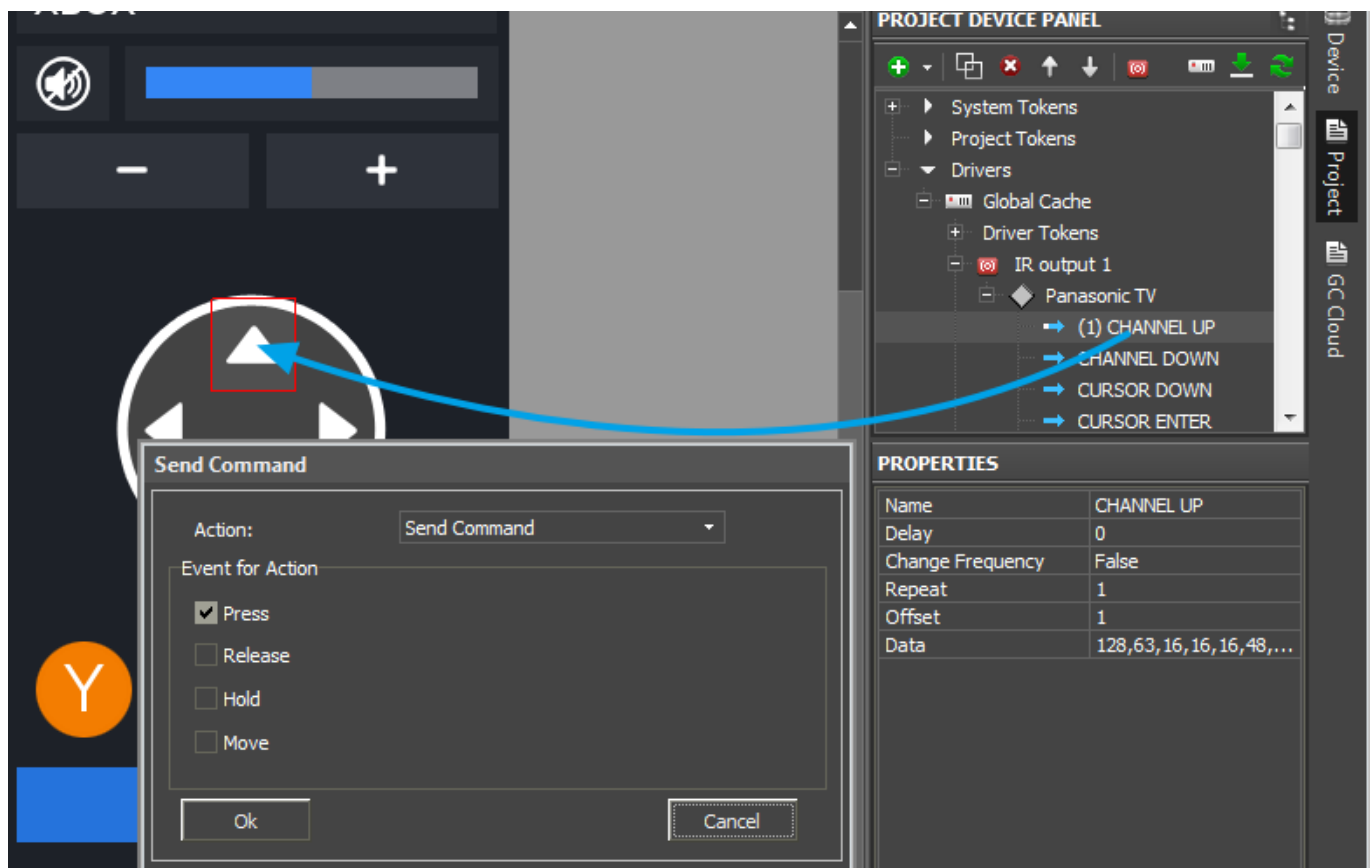 PROJECT DEVICE PANEL
System Tokens
Project Tokens
Drivers
Global Cache
Driver Tokens
IR output 1
Panasonic TV
(1) CHANNEL UP
CHANNEL DOWN
CURSOR DOWN
CURSOR ENTER
Device
Project
GC Cloud
PROPERTIES
Name CHANNEL UP
Delay 0
Change Frequency False
Repeat 1
Offset 1
Data 128,63,16,16,16,48,...
Send Command
Action: Send Command
Event for Action
Press
Release
Hold
Move
Ok Cancel
Y